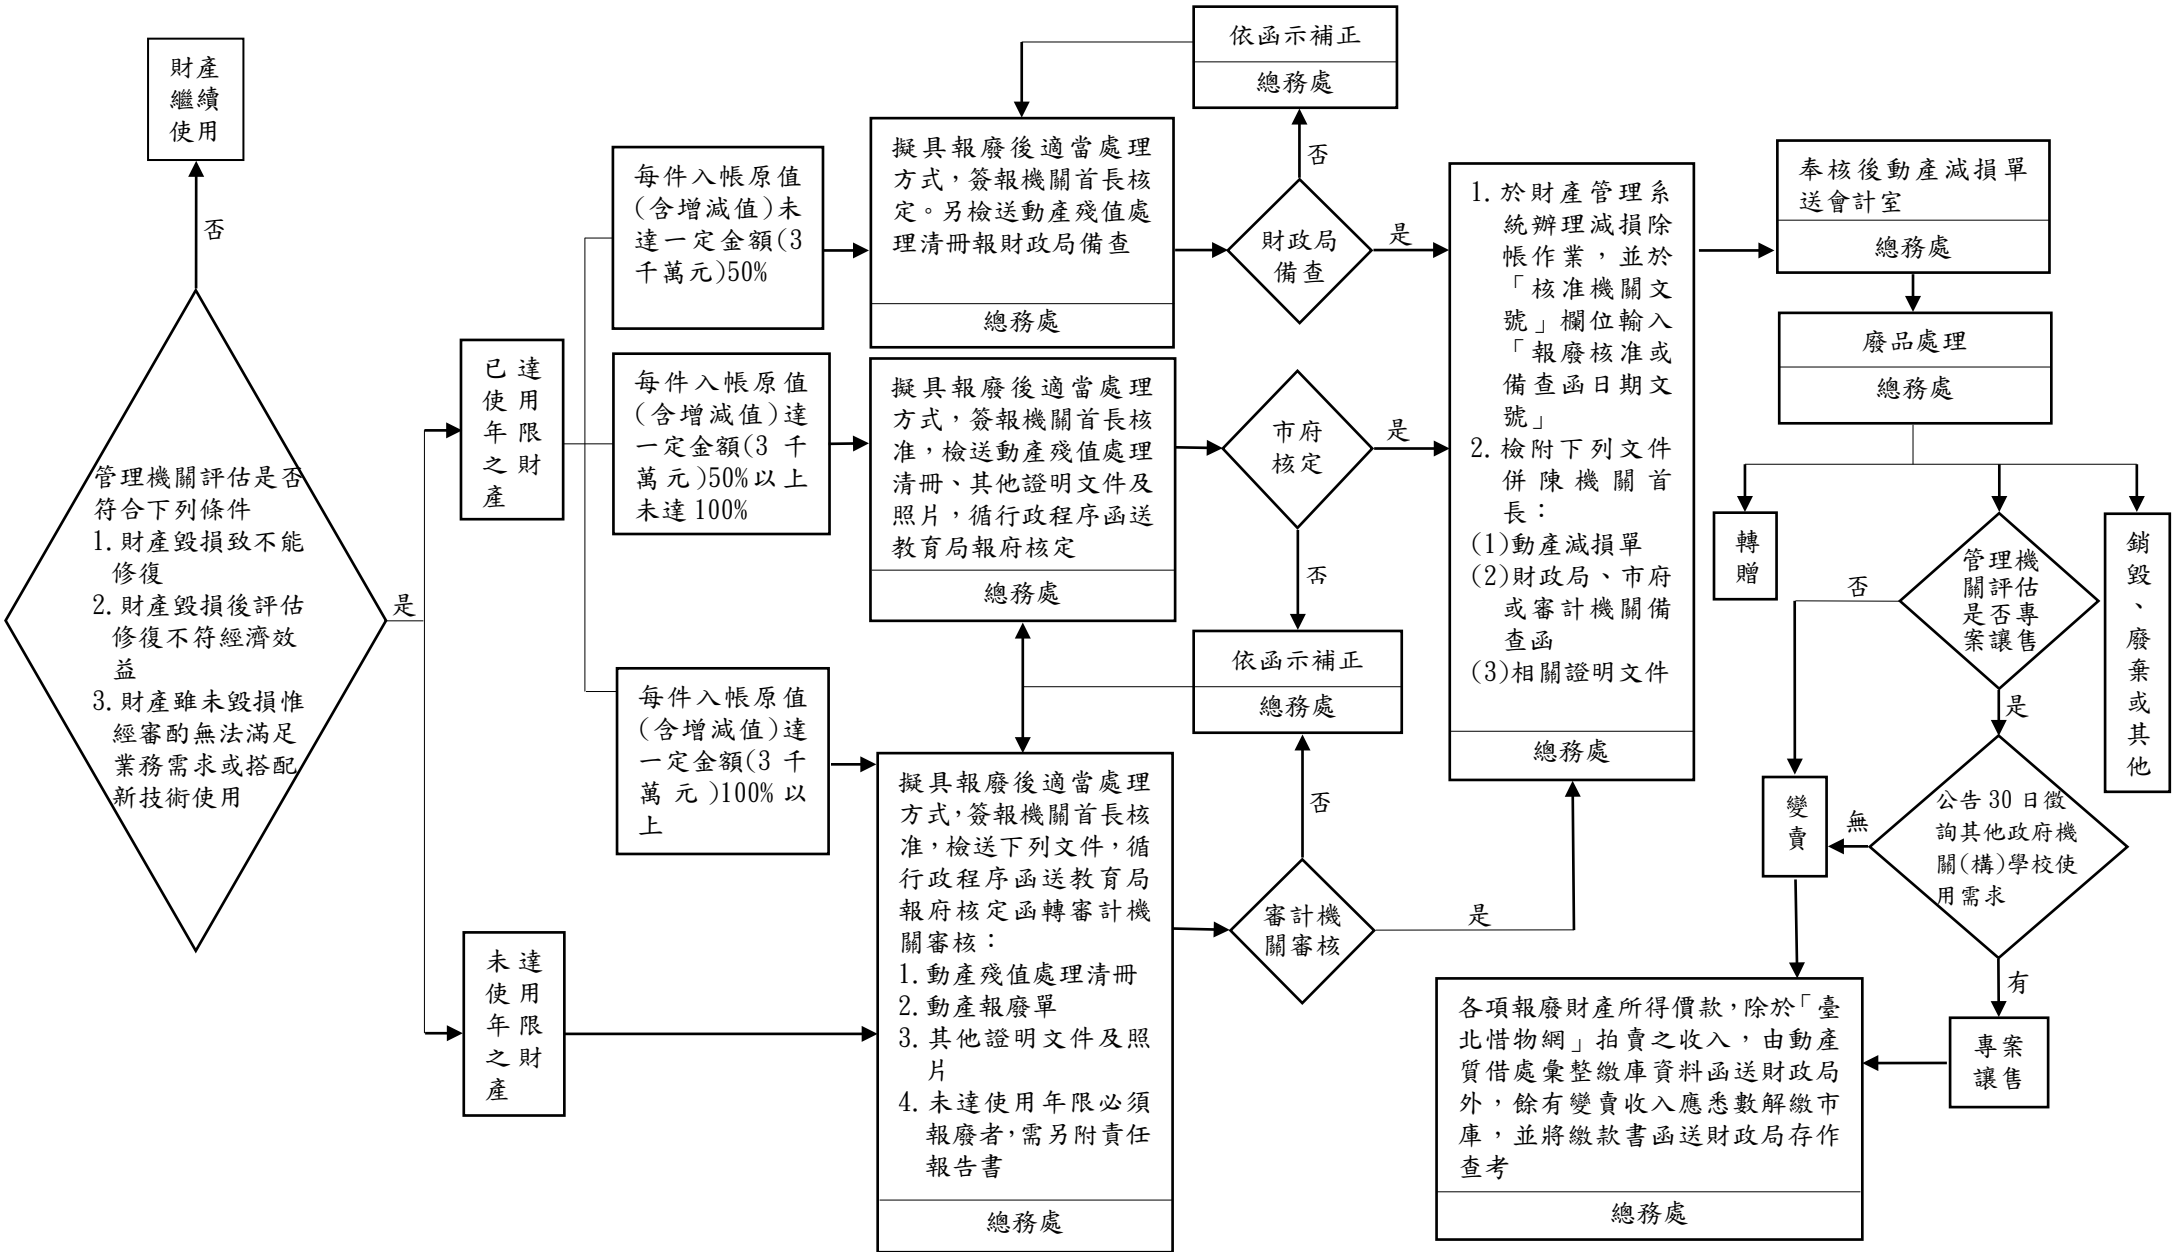 財產
繼續
使用
否
管理機關評估是否
符合下列條件
1.財產毀損致不能
修復
2.財產毀損後評估
修復不符經濟效
益
3.財產雖未毀損惟
經審酌無法滿足
業務需求或搭配
新技術使用
是
已達
使用
年限
之財
產
未達
使用
年限
之財
產
每件入帳原值
(含增減值)未
達一定金額(3
千萬元)50%
每件入帳原值
(含增減值)達
一定金額(3 千
萬元)50%以上
未達100%
每件入帳原值
(含增減值)達
一定金額(3 千
萬元)100%以
上
擬具報廢後適當處理
方式,簽報機關首長核
定。另檢送動產殘值處
理清冊報財政局備查
總務處
擬具報廢後適當處理
方式,簽報機關首長核
准,檢送動產殘值處理
清冊、其他證明文件及
照片,循行政程序函送
教育局報府核定
總務處
擬具報廢後適當處理
方式,簽報機關首長核
准,檢送下列文件,循
行政程序函送教育局
報府核定函轉審計機
關審核:
1.動產殘值處理清冊
2.動產報廢單
3.其他證明文件及照
片
4.未達使用年限必須
報廢者,需另附責任
報告書
總務處
依函示補正
總務處
否
財政局
備查
是
市府
核定
是
否
依函示補正
總務處
否
審計機
關審核
是
1.於財產管理系
統辦理減損除
帳作業,並於
「核准機關文
號」欄位輸入
「報廢核准或
備查函日期文
號」
2.檢附下列文件
併陳機關首
長:
(1)動產減損單
(2)財政局、市府
或審計機關備
查函
(3)相關證明文件
總務處
奉核後動產減損單
送會計室
總務處
廢品處理
總務處
轉
贈
管理機
關評估
是否專
案讓售
否
是
銷
毀
、
廢
棄
或
其
他
變
賣
無
公告30日徵
詢其他政府機
關(構)學校使
用需求
有
專案
讓售
各項報廢財產所得價款,除於「臺
北惜物網」拍賣之收入,由動產
質借處彙整繳庫資料函送財政局
外,餘有變賣收入應悉數解繳市
庫,並將繳款書函送財政局存作
查考
總務處